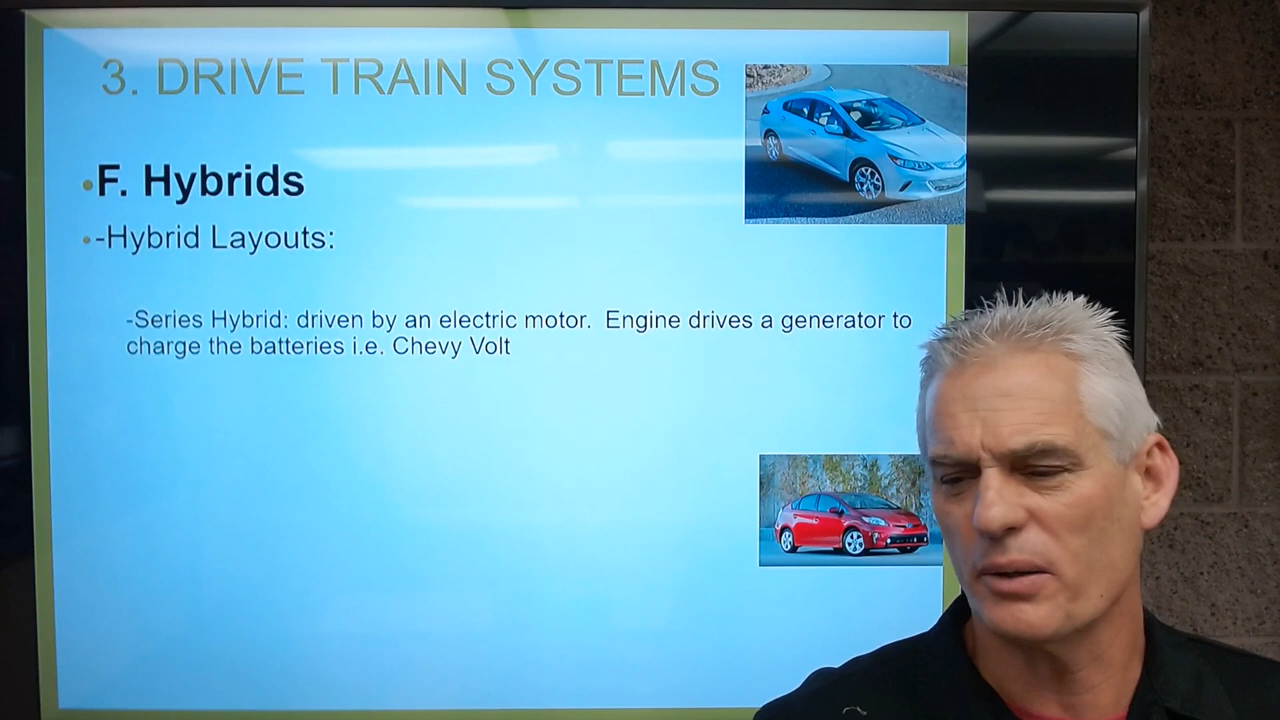 3. DRIVE TRAIN SYSTEMS
•F. Hybrids
•-Hybrid Layouts:
-Series Hybrid: driven by an electric motor.  Engine drives a generator to
charge the batteries i.e. Chevy Volt